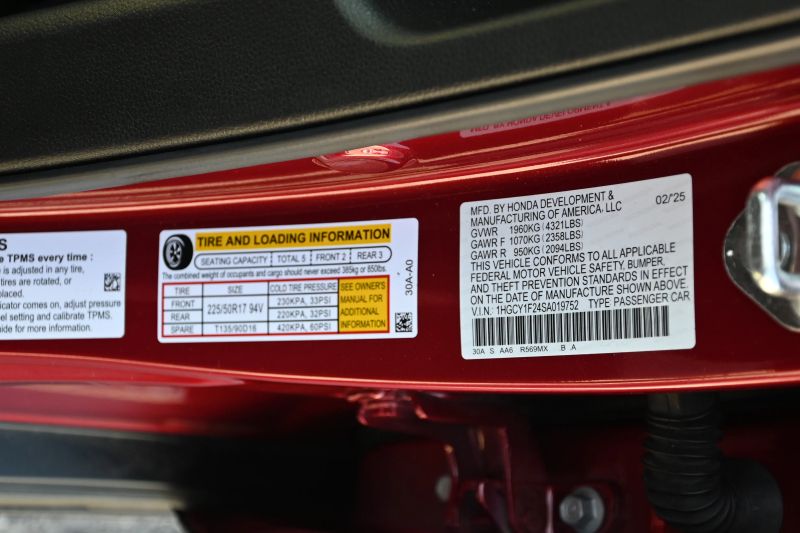 S
TPMS every time :
is adjusted in any tire,
tires are rotated, or
placed.
icator comes on, adjust pressure
el setting and calibrate TPMS.
ide for more information.
TIRE AND LOADING INFORMATION
SEATING CAPACITY TOTAL 5 FRONT 2 REAR 3
The combined weight of occupants and cargo should never exceed 385kg or 850lbs.
TIRE SIZE COLD TIRE PRESSURE
FRONT 225/50R17 94V 230KPA, 33PSI
REAR 220KPA, 32PSI
SPARE T135/90D16 420KPA, 60PSI
SEE OWNER'S
MANUAL FOR
ADDITIONAL
INFORMATION
30A-A0
MFD. BY HONDA DEVELOPMENT & 02/'25
MANUFACTURING OF AMERICA, LLC
GVWR 1960KG (4321LBS)
GAWR F 1070KG (2358LBS)
GAWR R 950KG (2094LBS)
THIS VEHICLE CONFORMS TO ALL APPLICABLE
FEDERAL MOTOR VEHICLE SAFETY, BUMPER,
AND THEFT PREVENTION STANDARDS IN EFFECT
ON THE DATE OF MANUFACTURE SHOWN ABOVE.
V.I.N: 1HGCY1F24SA019752 TYPE PASSENGER CAR
30A S AA6 R569MX B A